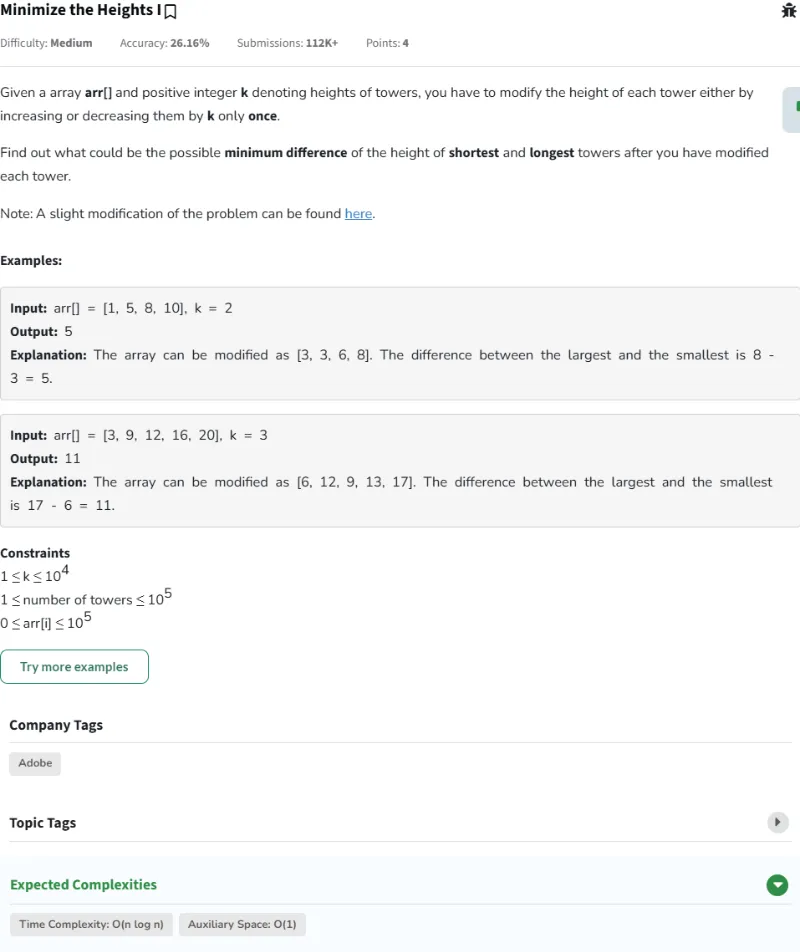 Minimize the Heights I
Difficulty: Medium Accuracy: 26.16% Submissions: 112K+ Points: 4
Given a array arr[] and positive integer k denoting heights of towers, you have to modify the height of each tower either by
increasing or decreasing them by k only once.
Find out what could be the possible minimum difference of the height of shortest and longest towers after you have modified
each tower.
Note: A slight modification of the problem can be found here.
Examples:
Input: arr[] = [1, 5, 8, 10], k = 2
Output: 5
Explanation: The array can be modified as [3, 3, 6, 8]. The difference between the largest and the smallest is 8 -
3 = 5.
Input: arr[] = [3, 9, 12, 16, 20], k = 3
Output: 11
Explanation: The array can be modified as [6, 12, 9, 13, 17]. The difference between the largest and the smallest
is 17 - 6 = 11.
Constraints
1 ≤ k ≤ 10^4
1 ≤ number of towers ≤ 10^5
0 ≤ arr[i] ≤ 10^5
Try more examples
Company Tags
Adobe
Topic Tags
Expected Complexities
Time Complexity: O(n log n) Auxiliary Space: O(1)